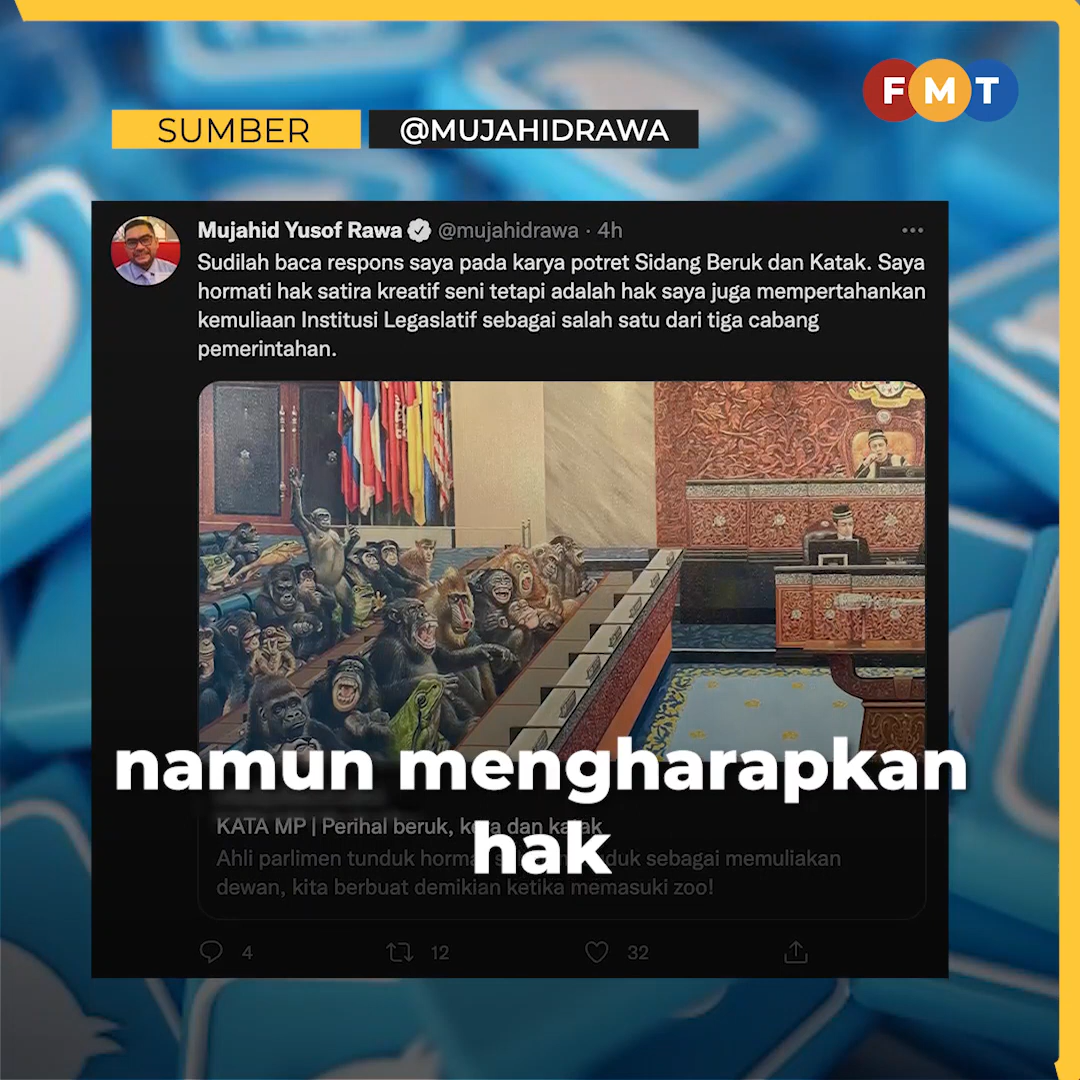 FMT
SUMBER @MUJAHIDRAWA
Mujahid Yusof Rawa @mujahidrawa · 4h
Sudilah baca respons saya pada karya potret Sidang Beruk dan Katak. Saya
hormati hak satira kreatif seni tetapi adalah hak saya juga mempertahankan
kemuliaan Institusi Legaslatif sebagai salah satu dari tiga cabang
pemerintahan.
namun mengharapkan
hak
KATA MP | Perihal beruk, dan
Ahli parlimen tunduk sebagai memuliakan
dewan, kita berbuat demikian ketika memasuki zoo!
4 12 32